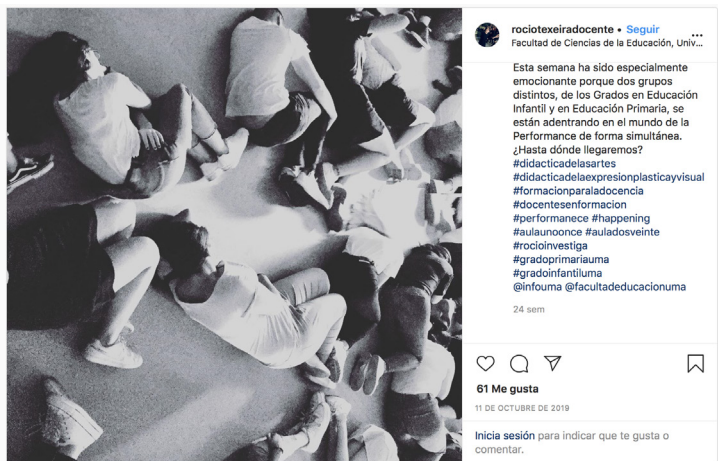 rociotexeiradocente • Seguir
Facultad de Ciencias de la Educación, Univ...
Esta semana ha sido especialmente
emocionante porque dos grupos
distintos, de los Grados en Educación
Infantil y en Educación Primaria, se
están adentrando en el mundo de la
Performance de forma simultánea.
¿Hasta dónde llegaremos?
#didacticadelasartes
#didacticadelaexpresionplasticayvisual
#formacionparaladocencia
#docentesenformacion
#performanece #happening
#aulaunoonce #auladosveinte
#rocioinvestiga
#gradoprimariauma
#gradoinfantiluma
@infouma @facultadeducacionuma
24 sem
61 Me gusta
11 DE OCTUBRE DE 2019
Inicia sesión para indicar que te gusta o
comentar.